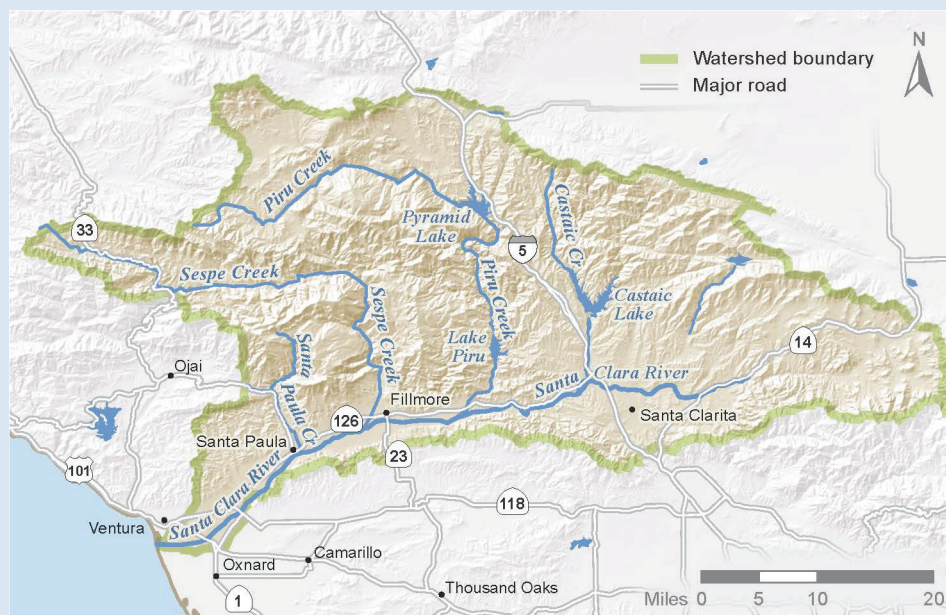 N
Watershed boundary
Major road
Piru Creek
Pyramid
Lake
Castaic Cr
33
5
Sespe Creek
Sespe Creek
Piru Creek
Castaic
Lake
Lake
Piru
14
Santa
Paula Cr
Ojai
Santa Clara River
Fillmore
Santa Clarita
126
Santa Paula
23
101
Santa Clara River
118
Ventura
Camarillo
Oxnard
Thousand Oaks
1
Miles 0 5 10 20